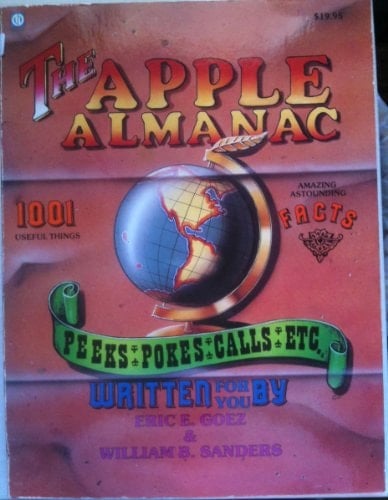 $19.95
THE APPLE
ALMANAC
1001
USEFUL THINGS
AMAZING
ASTOUNDING
FACTS
PEEKS·POKES·CALLS·ETC.
WRITTEN FOR YOU BY
ERIC E. GOEZ
&
WILLIAM B. SANDERS